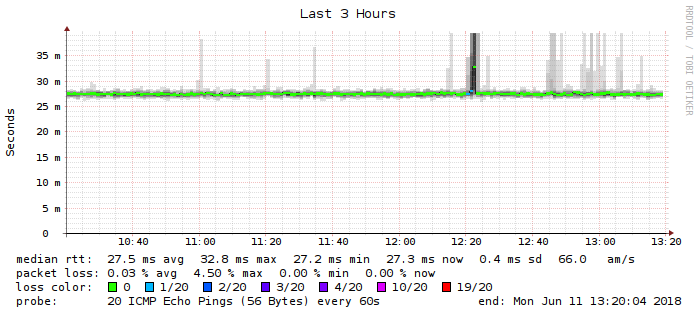 Last 3 Hours
RRDTOOL / TOBI OETIKER
Seconds
35 m
30 m
25 m
20 m
15 m
10 m
5 m
0
10:40 11:00 11:20 11:40 12:00 12:20 12:40 13:00 13:20
median rtt: 27.5 ms avg 32.8 ms max 27.2 ms min 27.3 ms now 0.4 ms sd 66.0 am/s
packet loss: 0.03 % avg 4.50 % max 0.00 % min 0.00 % now
loss color: 0 1/20 2/20 3/20 4/20 10/20 19/20
probe: 20 ICMP Echo Pings (56 Bytes) every 60s end: Mon Jun 11 13:20:04 2018